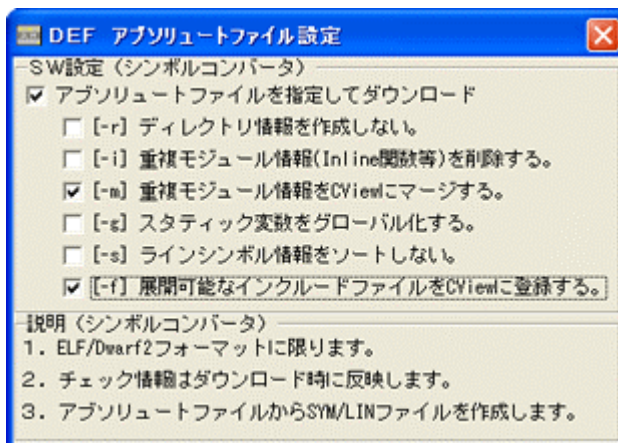 DEF アブソリュートファイル設定
SW設定(シンボルコンバータ)
アブソリュートファイルを指定してダウンロード
[-r] ディレクトリ情報を作成しない。
[-i] 重複モジュール情報(Inline関数等)を削除する。
[-m] 重複モジュール情報をCViewにマージする。
[-g] スタティック変数をグローバル化する。
[-s] ラインシンボル情報をソートしない。
[-f] 展開可能なインクルードファイルをCViewに登録する。
説明(シンボルコンバータ)
1. ELF/Dwarf2フォーマットに限ります。
2. チェック情報はダウンロード時に反映します。
3. アブソリュートファイルからSYM/LINファイルを作成します。